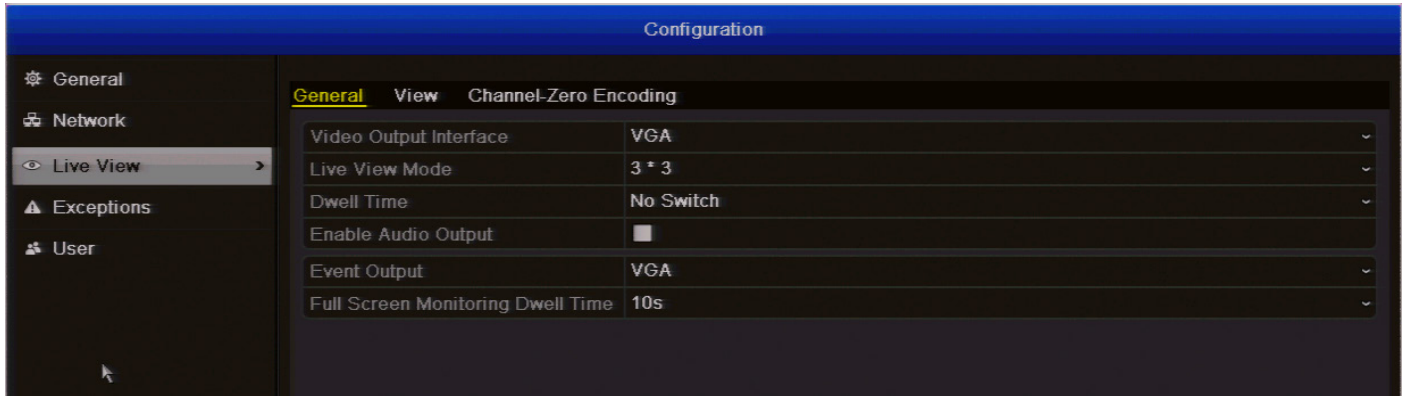 Configuration
General
Network
Live View
Exceptions
User
General View Channel-Zero Encoding
Video Output Interface VGA
Live View Mode 3 * 3
Dwell Time No Switch
Enable Audio Output
Event Output VGA
Full Screen Monitoring Dwell Time 10s